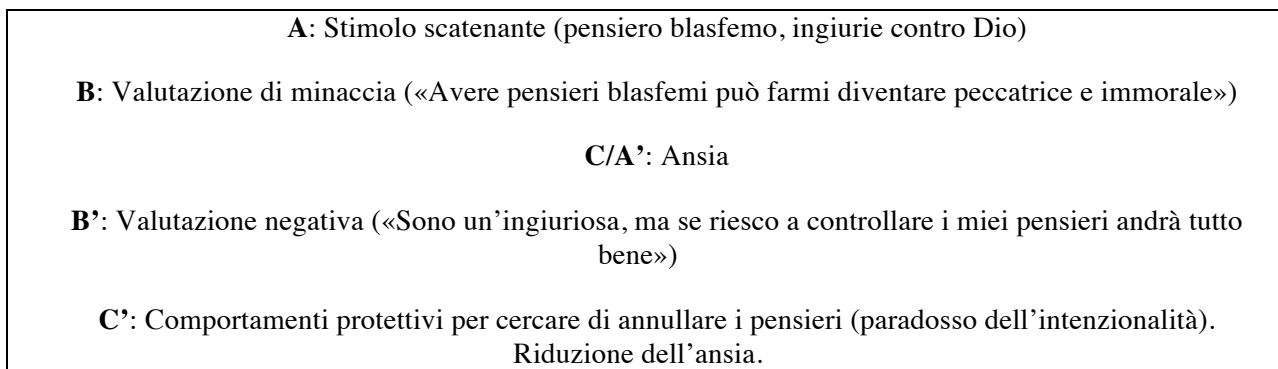 A: Stimolo scatenante (pensiero blasfemo, ingiurie contro Dio)
B: Valutazione di minaccia («Avere pensieri blasfemi può farmi diventare peccatrice e immorale»)
C/A’: Ansia
B’: Valutazione negativa («Sono un’ingiuriosa, ma se riesco a controllare i miei pensieri andrà tutto
bene»)
C’: Comportamenti protettivi per cercare di annullare i pensieri (paradosso dell’intenzionalità).
Riduzione dell’ansia.